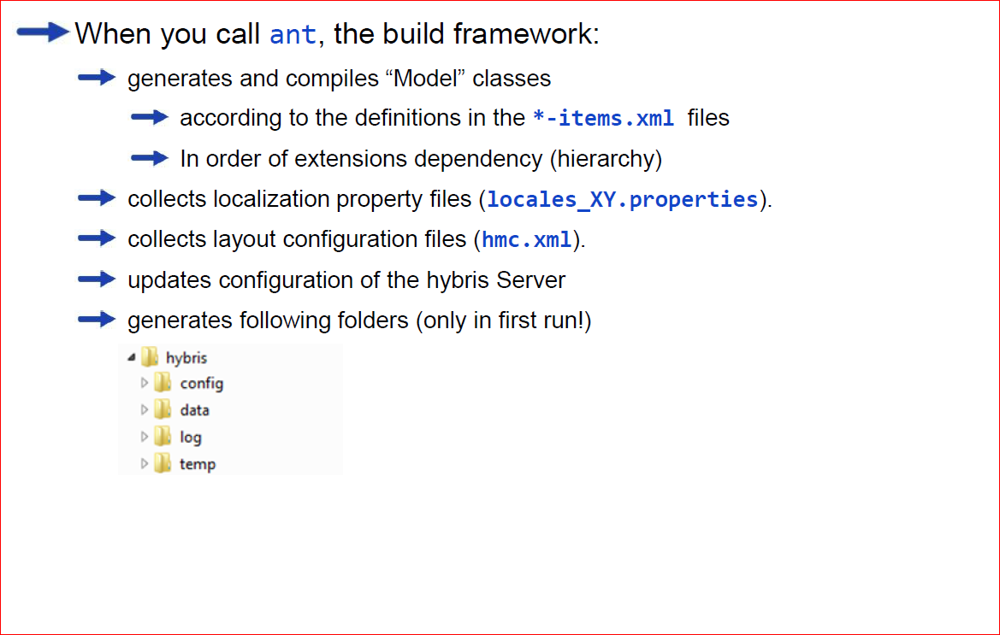 When you call ant, the build framework:
generates and compiles “Model” classes
according to the definitions in the *-items.xml files
In order of extensions dependency (hierarchy)
collects localization property files (locales_XY.properties).
collects layout configuration files (hmc.xml).
updates configuration of the hybris Server
generates following folders (only in first run!)
hybris
config
data
log
temp